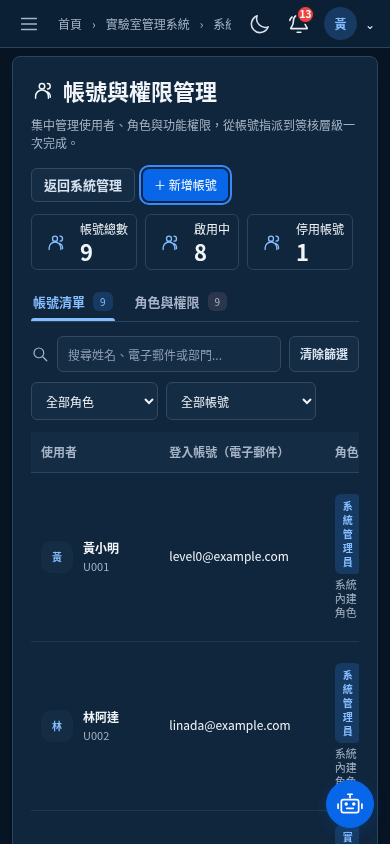 首頁 › 實驗室管理系統 › 系統
13
黃
帳號與權限管理
集中管理使用者、角色與功能權限，從帳號指派到簽核層級一
次完成。
返回系統管理
＋ 新增帳號
帳號總數
9
啟用中
8
停用帳號
1
帳號清單 9
角色與權限 9
搜尋姓名、電子郵件或部門...
清除篩選
全部角色
全部帳號
使用者 登入帳號（電子郵件） 角色
黃
黃小明
U001
level0@example.com
系
統
管
理
員
系統
內建
角色
林
林阿達
U002
linada@example.com
系
統
管
理
員
系統
內建
角色
實